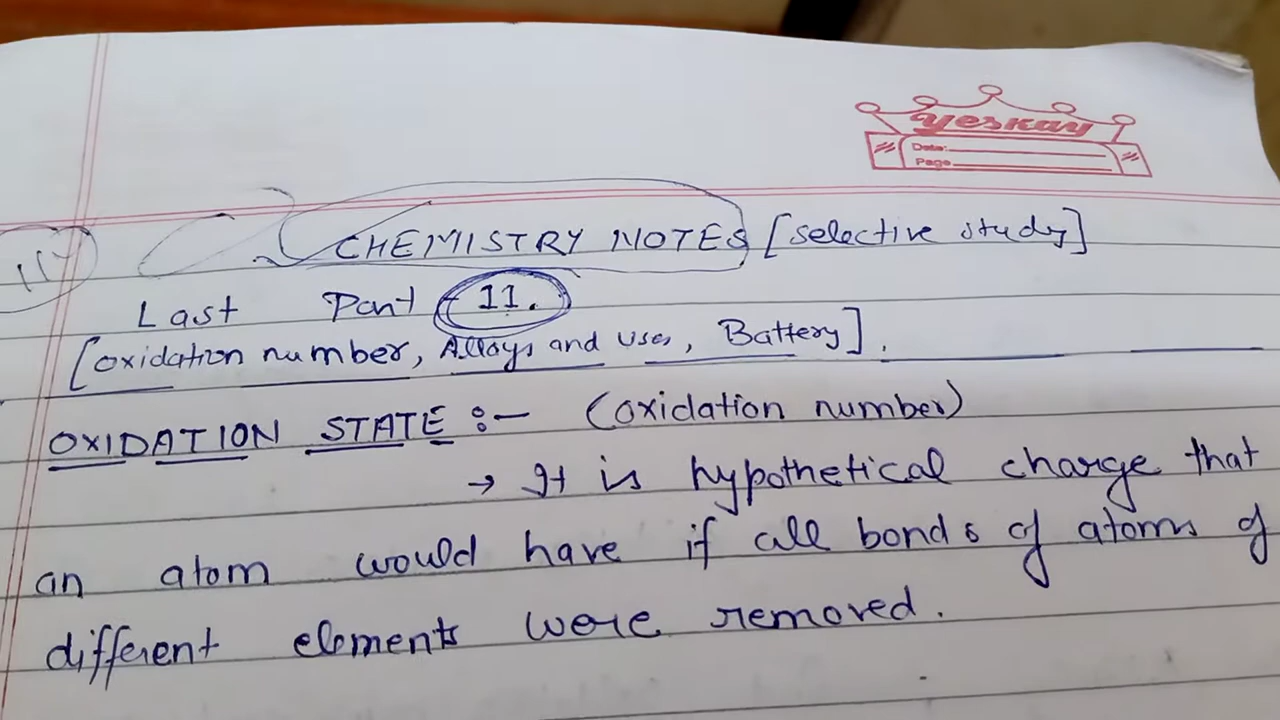 yeskay
Date:
Page
CHEMISTRY NOTES [selective study]
Last Part - 11.
[oxidation number, Alloys and uses, Battery].
OXIDATION STATE :- (oxidation number)
→ It is hypothetical charge that
an atom would have if all bonds of atoms of
different elements were removed.